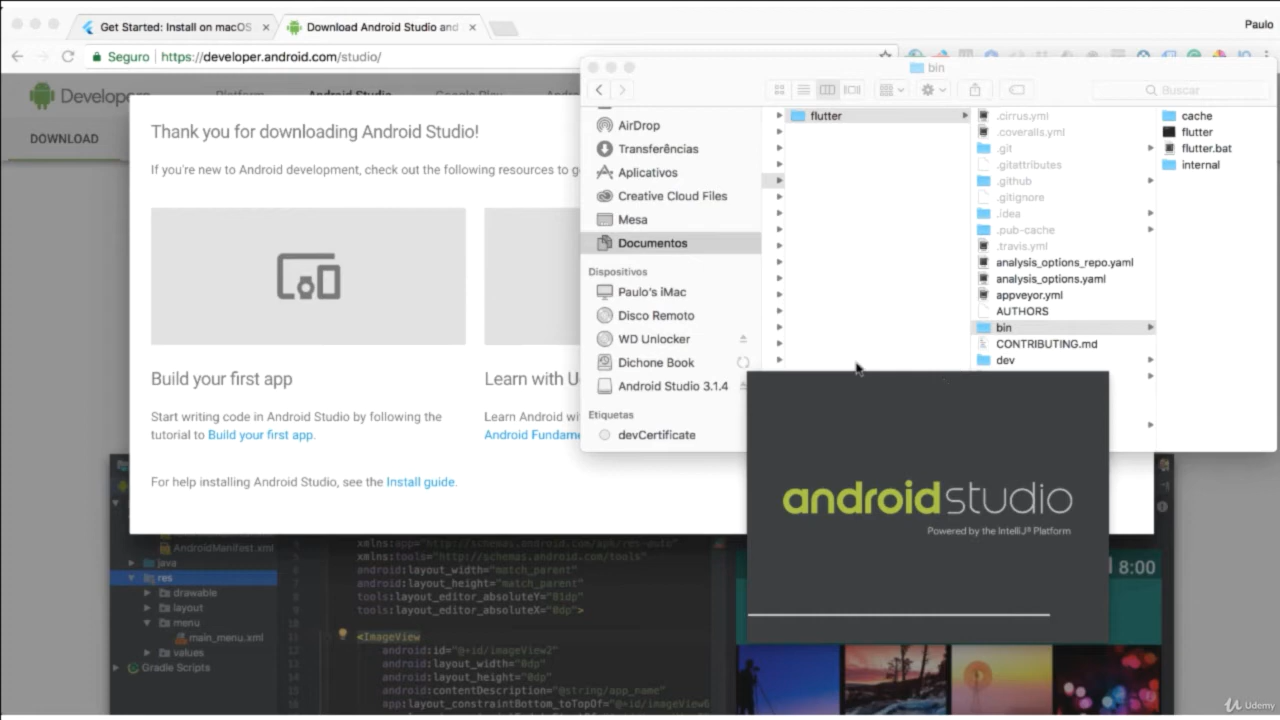 Get Started: Install on macOS
Download Android Studio and
Paulo
Seguro
https://developer.android.com/studio/
Developers
Platform
Android Studio
Google Play
DOWNLOAD
Thank you for downloading Android Studio!
If you're new to Android development, check out the following resources to
Build your first app
Start writing code in Android Studio by following the
tutorial to Build your first app.
Learn with
Learn Android
Android
For help installing Android Studio, see the Install guide.
bin
Buscar
AirDrop
Transferências
Aplicativos
Creative Cloud Files
Mesa
Documentos
Dispositivos
Paulo's iMac
Disco Remoto
WD Unlocker
Dichone Book
Android Studio 3.1.4
Etiquetas
devCertificate
flutter
.cirrus.yml
.coveralls.yml
.git
.gitattributes
.github
.gitignore
.idea
.pub-cache
.travis.yml
analysis_options_repo.yaml
analysis_options.yaml
appveyor.yml
AUTHORS
bin
CONTRIBUTING.md
dev
cache
flutter
flutter.bat
internal
androidstudio
Powered by the IntelliJ® Platform
AndroidManifest.xml
java
res
drawable
layout
menu
main_menu.xml
values
Gradle Scripts
xmlns:app="http://schemas.android.com/apk/res-auto"
xmlns:tools="http://schemas.android.com/tools"
android:layout_width="match_parent"
android:layout_height="match_parent"
tools:layout_editor_absoluteY="81dp"
tools:layout_editor_absoluteX="0dp">
<ImageView
android:id="@+id/imageView2"
android:layout_width="0dp"
android:layout_height="0dp"
android:contentDescription="@string/app_name"
app:layout_constraintBottom_toTopOf="@+id/imageView6
8:00
Udemy